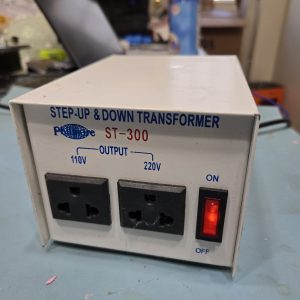 STEP-UP & DOWN TRANSFORMER
ST-300
OUTPUT
110V 220V
ON
OFF